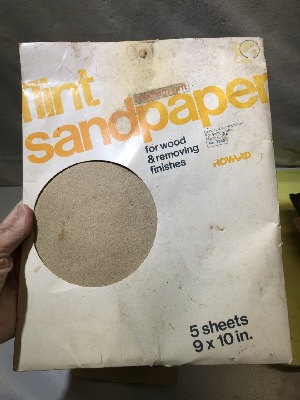 flint
sandpaper
for wood
& removing
finishes
HOWARD
5 sheets
9 x 10 in.